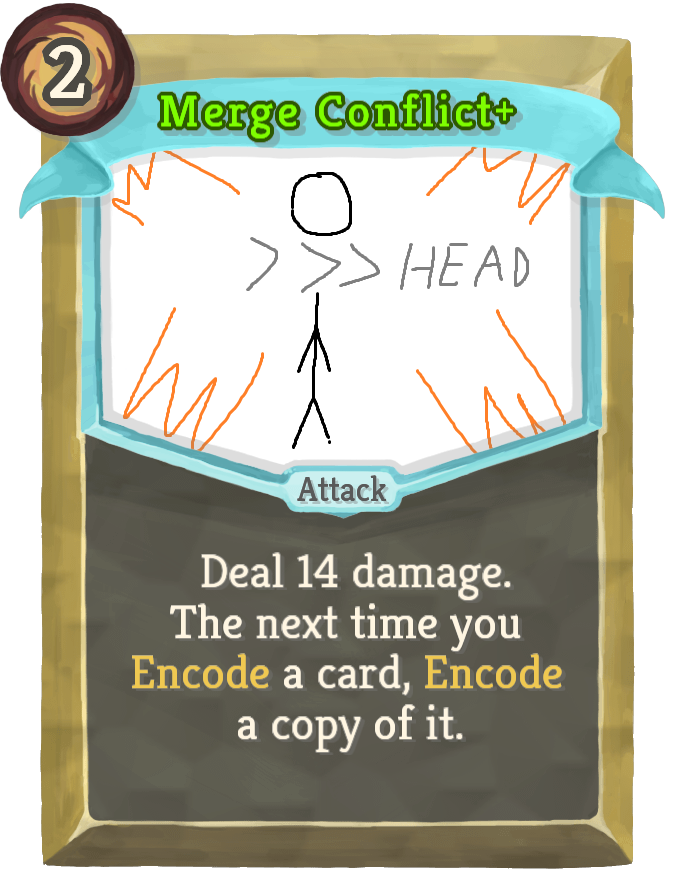 2
Merge Conflict+
>>> HEAD
Attack
Deal 14 damage.
The next time you
Encode a card, Encode
a copy of it.